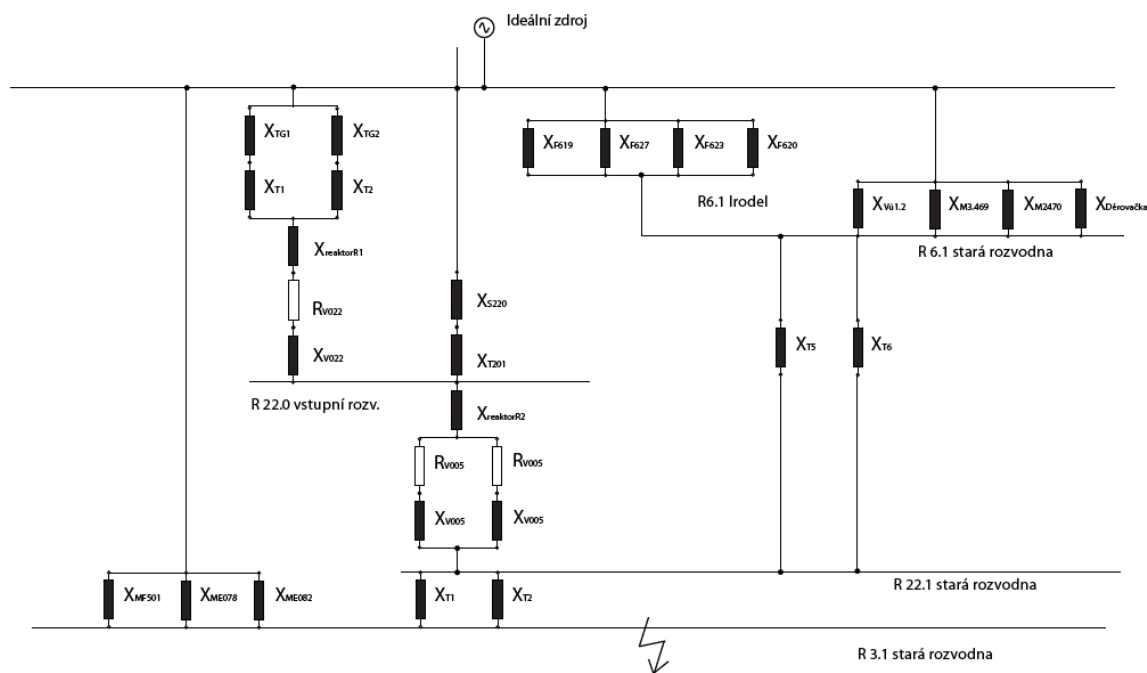 Ideální zdroj
XTG1
XTG2
XT1
XT2
XreaktorR1
RV022
XV022
R 22.0 vstupní rozv.
XS220
XT201
XreaktorR2
RV005
RV005
XV005
XV005
XF619
XF627
XF623
XF620
R6.1 Irodel
XVú1.2
XM3.469
XM2470
XDěrovačka
R 6.1 stará rozvodna
XT5
XT6
XMF501
XME078
XME082
XT1
XT2
R 22.1 stará rozvodna
R 3.1 stará rozvodna